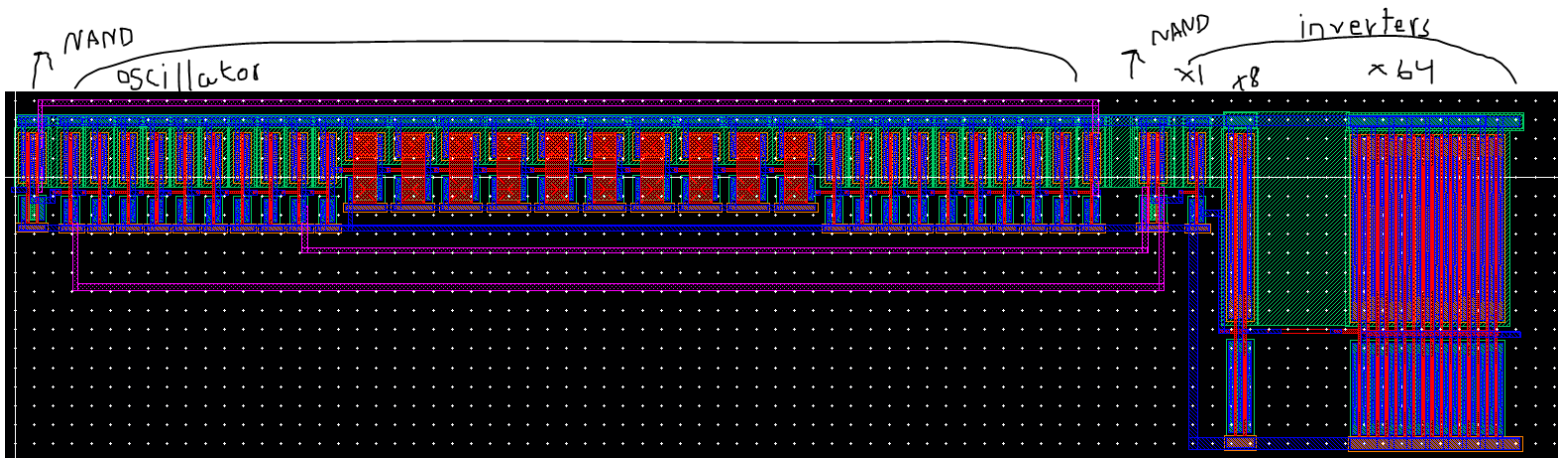 NAND
oscillator
NAND
inverters
x1
x8
x64